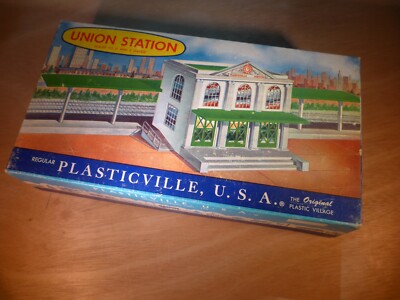 UNION STATION
REGULAR PLASTICVILLE, U. S. A.® THE Original PLASTIC VILLAGE